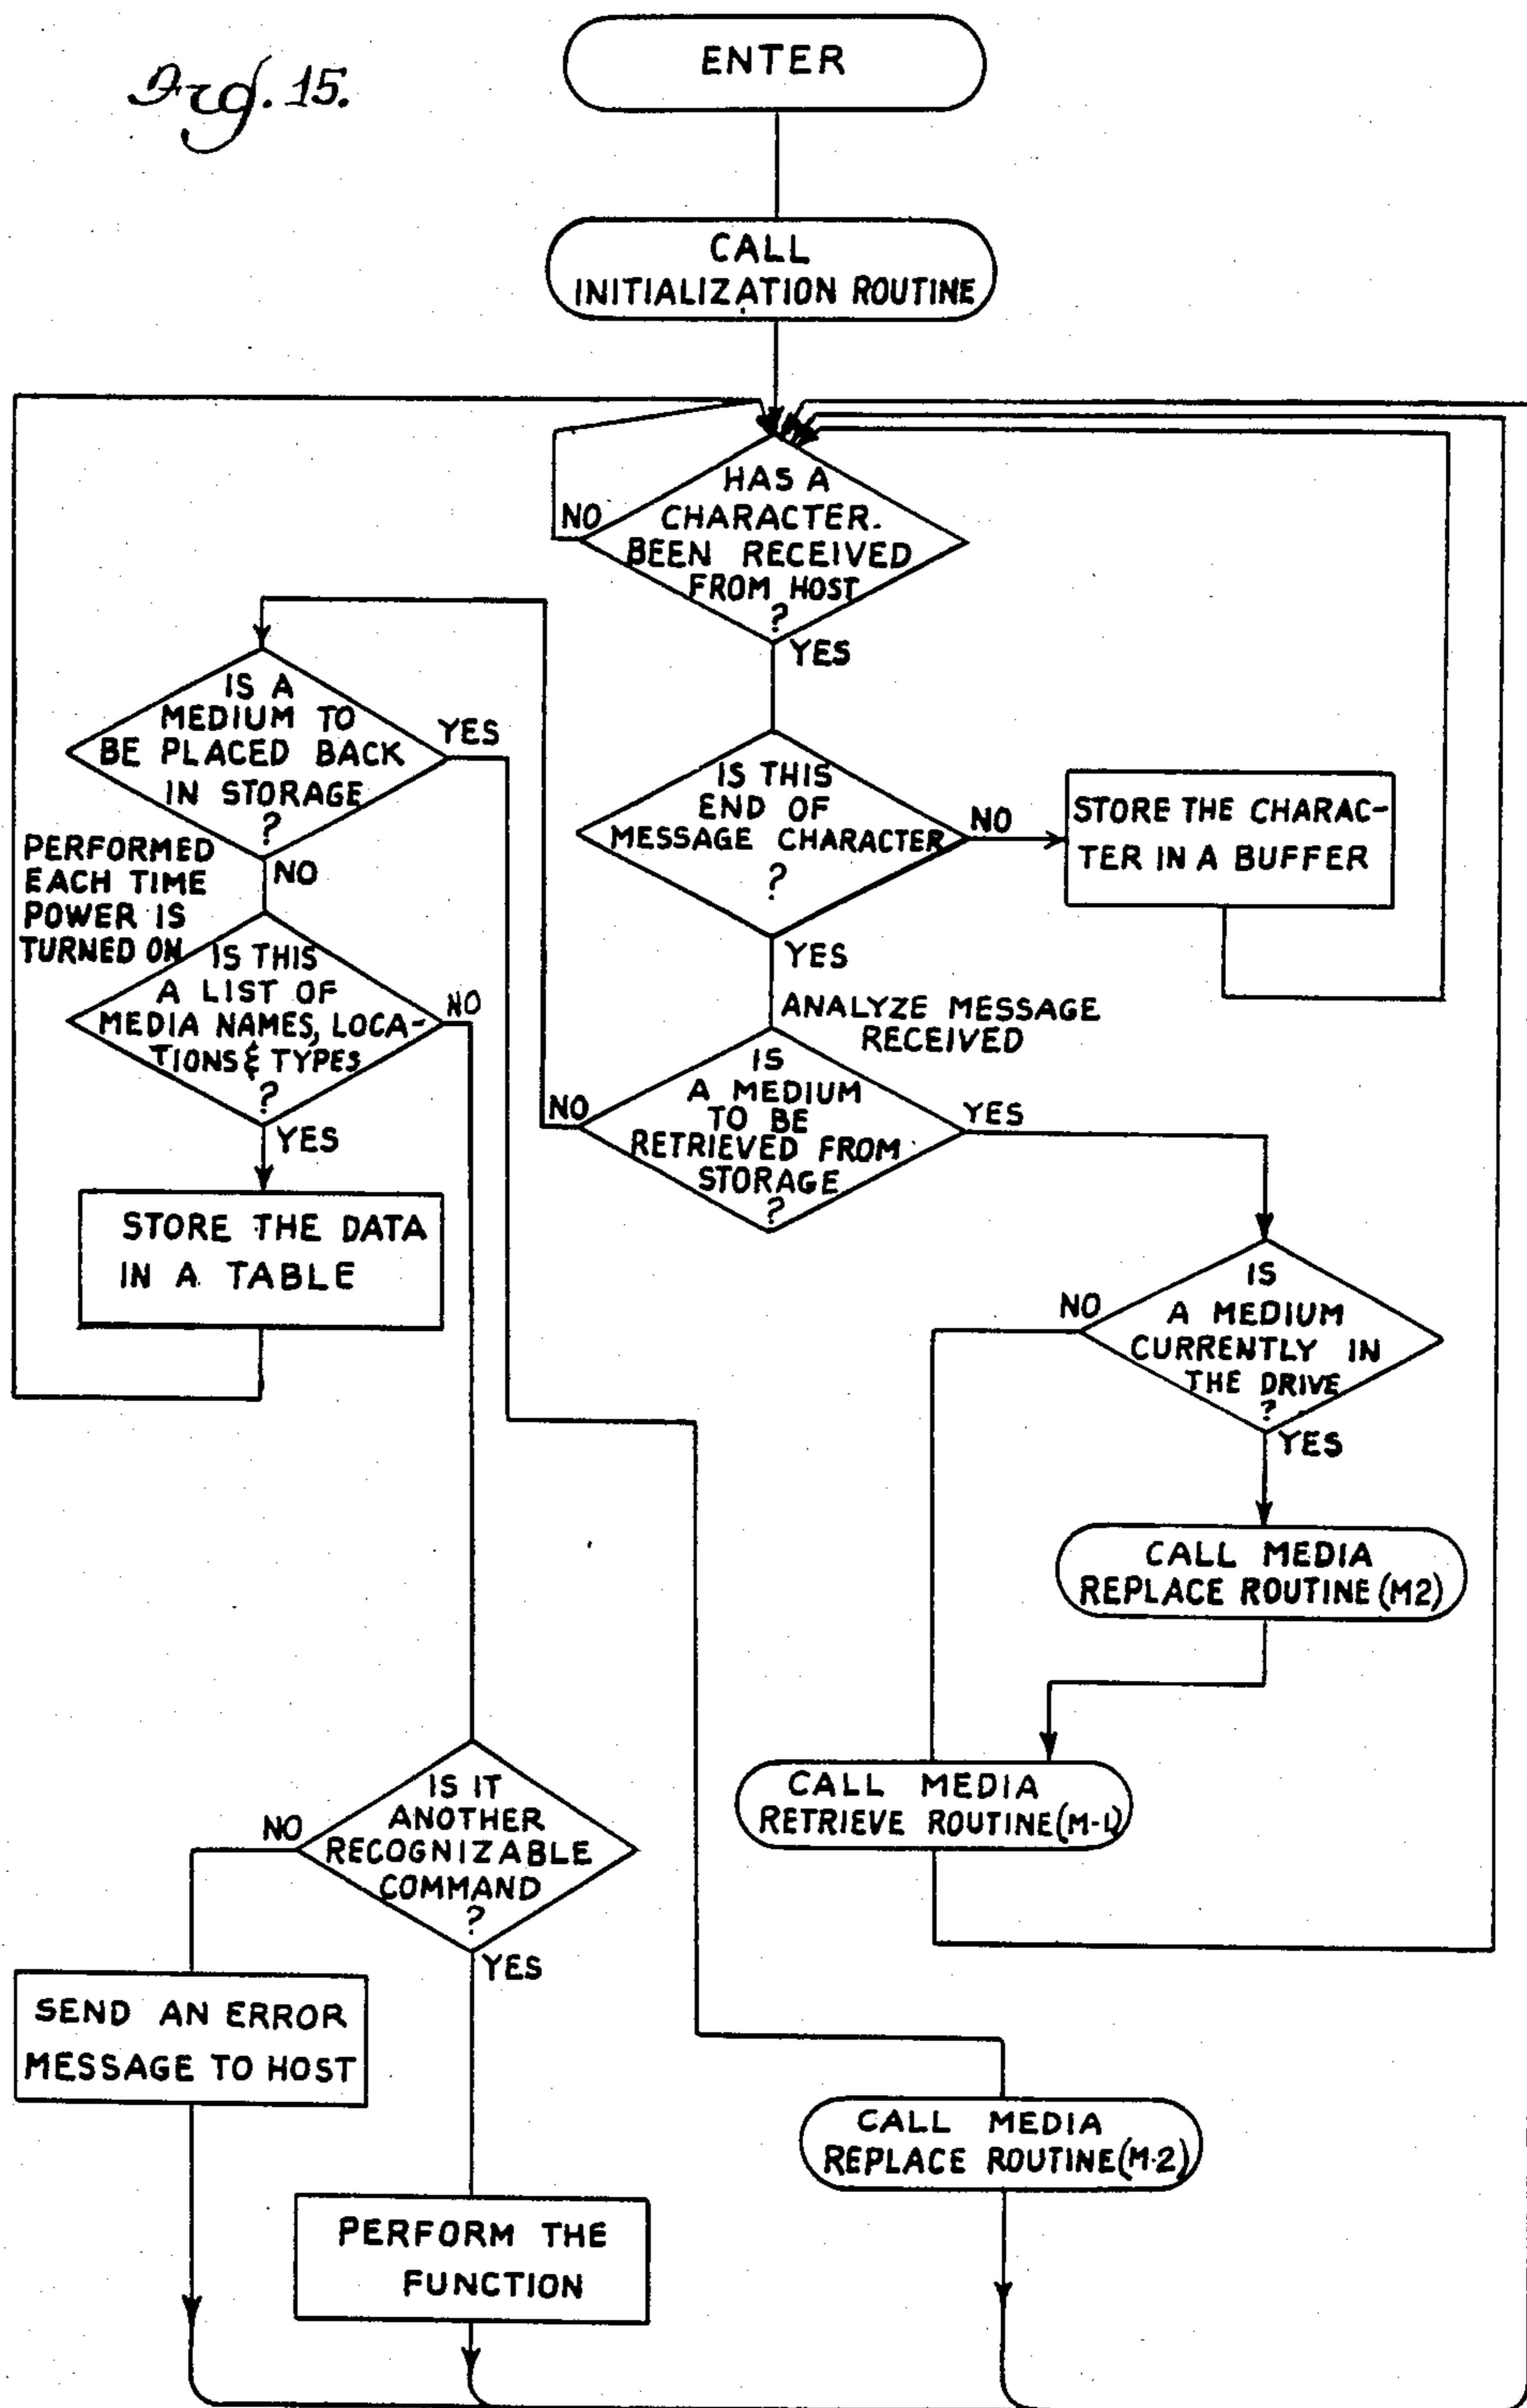 Fig. 15.
ENTER
CALL
INITIALIZATION ROUTINE
HAS A
CHARACTER
BEEN RECEIVED
FROM HOST
?
NO
YES
IS THIS
END OF
MESSAGE CHARACTER
?
NO
STORE THE CHARAC-
TER IN A BUFFER
YES
ANALYZE MESSAGE
RECEIVED
IS
A MEDIUM
TO BE
RETRIEVED FROM
STORAGE
?
NO
YES
IS A
MEDIUM TO
BE PLACED BACK
IN STORAGE
?
YES
NO
PERFORMED
EACH TIME
POWER IS
TURNED ON
IS THIS
A LIST OF
MEDIA NAMES, LOCA-
TIONS & TYPES
?
NO
YES
STORE THE DATA
IN A TABLE
IS
A MEDIUM
CURRENTLY IN
THE DRIVE
?
NO
YES
CALL MEDIA
REPLACE ROUTINE (M2)
CALL MEDIA
RETRIEVE ROUTINE (M-1)
IS IT
ANOTHER
RECOGNIZABLE
COMMAND
?
NO
YES
SEND AN ERROR
MESSAGE TO HOST
PERFORM THE
FUNCTION
CALL MEDIA
REPLACE ROUTINE (M-2)